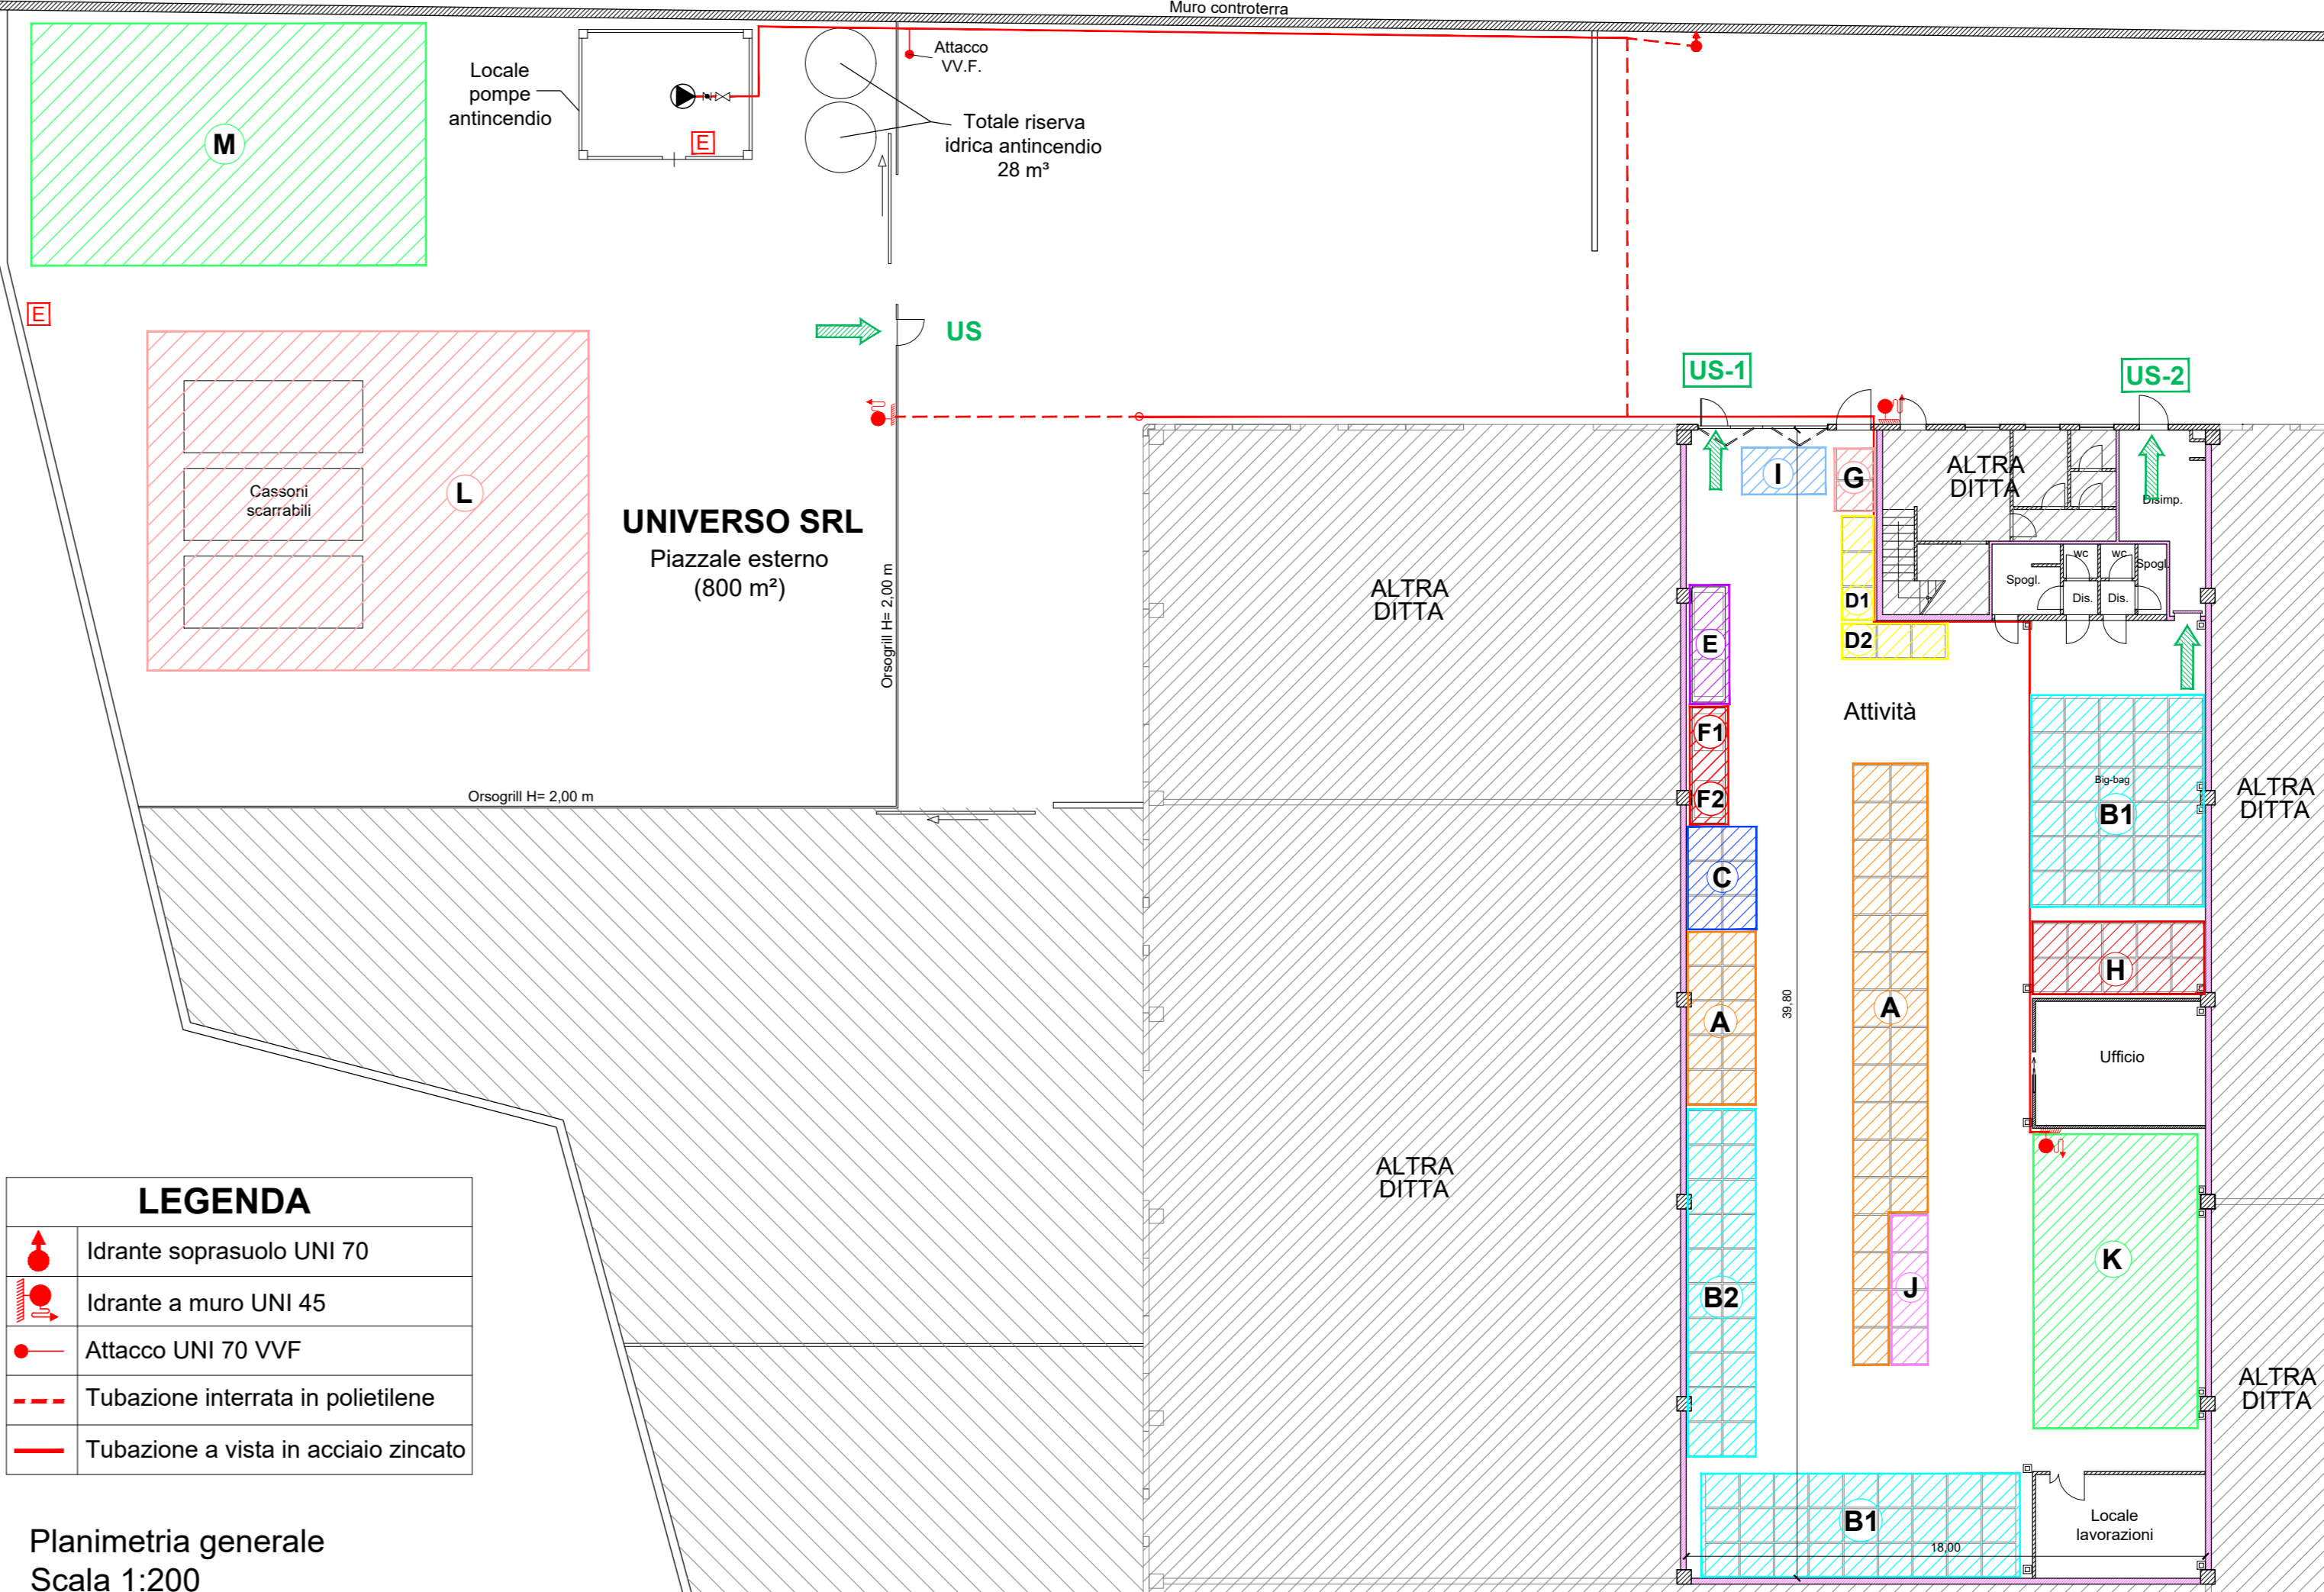 Muro controterra
M
Locale
pompe
antincendio
E
Attacco
VV.F.
Totale riserva
idrica antincendio
28 m³
E
US
L
Cassoni
scarrabili
UNIVERSO SRL
Piazzale esterno
(800 m²)
Orsogrill H= 2,00 m
Orsogrill H= 2,00 m
US-1
US-2
I
G
ALTRA
DITTA
Disimp.
Spogl.
wc
wc
Spogl.
Dis.
Dis.
D1
D2
E
F1
F2
C
A
B2
Attività
A
J
39,80
Big-bag
B1
H
Ufficio
K
B1
18,00
Locale
lavorazioni
ALTRA
DITTA
ALTRA
DITTA
ALTRA
DITTA
ALTRA
DITTA
LEGENDA
Idrante soprasuolo UNI 70
Idrante a muro UNI 45
Attacco UNI 70 VVF
Tubazione interrata in polietilene
Tubazione a vista in acciaio zincato
Planimetria generale
Scala 1:200